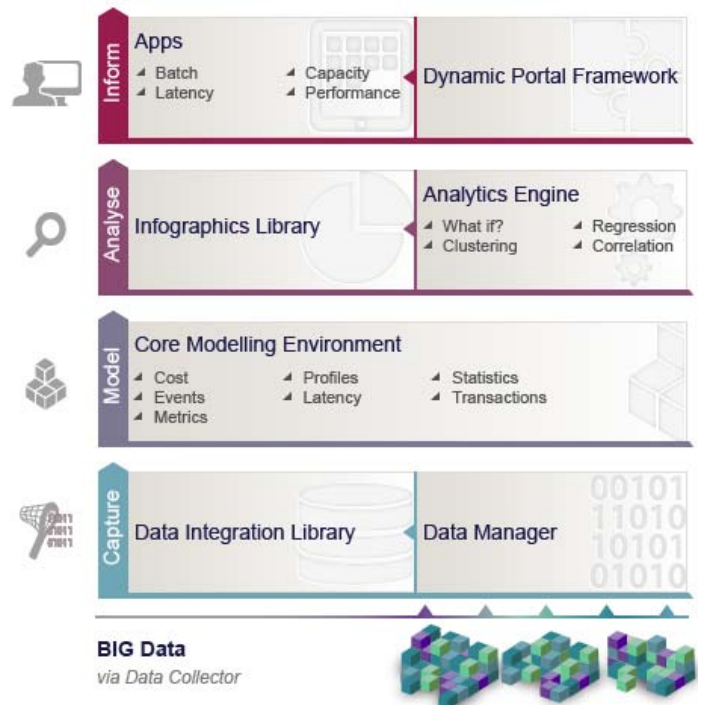 Inform
Apps
Batch
Latency
Capacity
Performance
Dynamic Portal Framework
Analyse
Infographics Library
Analytics Engine
What if?
Clustering
Regression
Correlation
Model
Core Modelling Environment
Cost
Events
Metrics
Profiles
Latency
Statistics
Transactions
Capture
Data Integration Library
Data Manager
00101
11010
10101
01010
BIG Data
via Data Collector